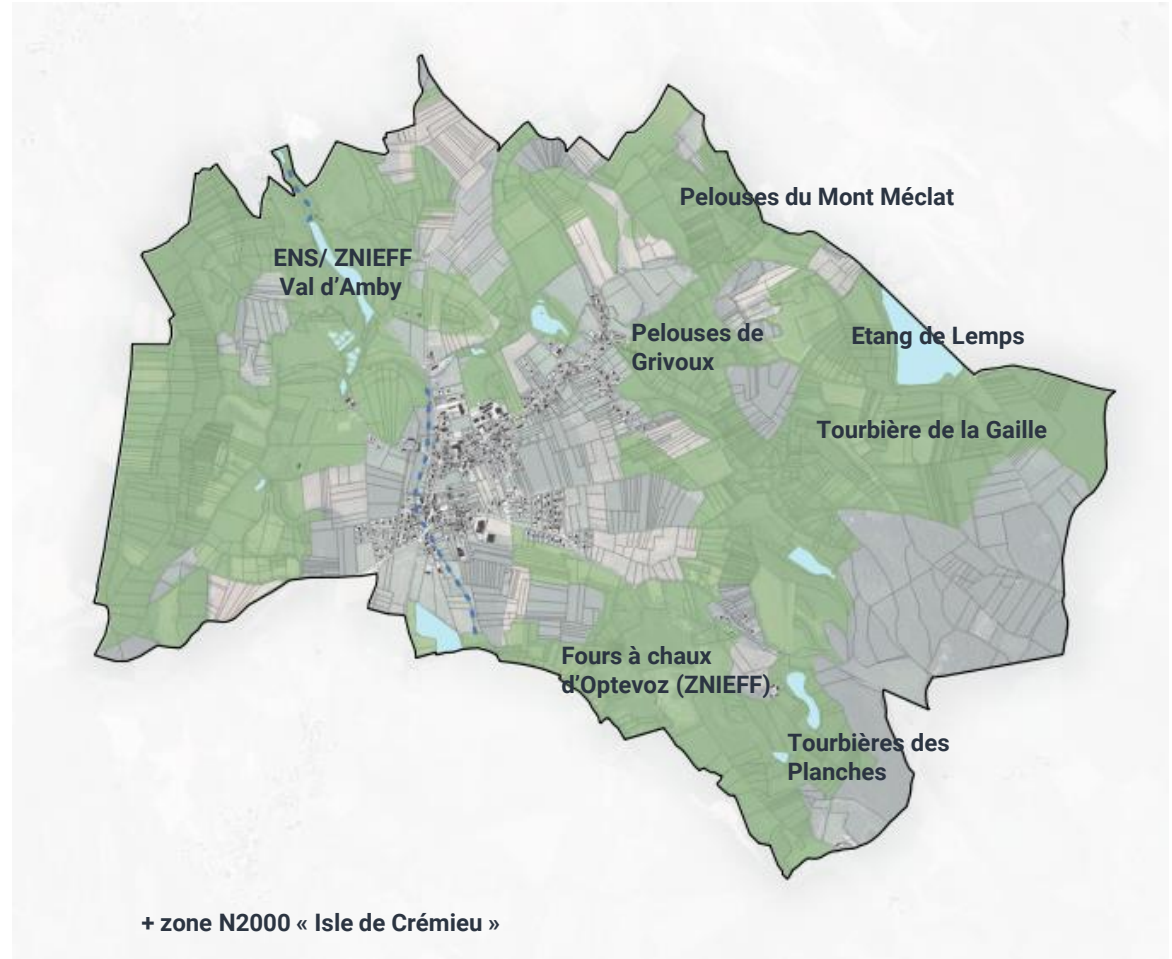 Pelouses du Mont Méclat
ENS/ ZNIEFF
Val d'Amby
Pelouses de
Grivoux
Etang de Lemps
Tourbière de la Gaille
Fours à chaux
d'Optevoz (ZNIEFF)
Tourbières des
Planches
+ zone N2000 « Isle de Crémieu »